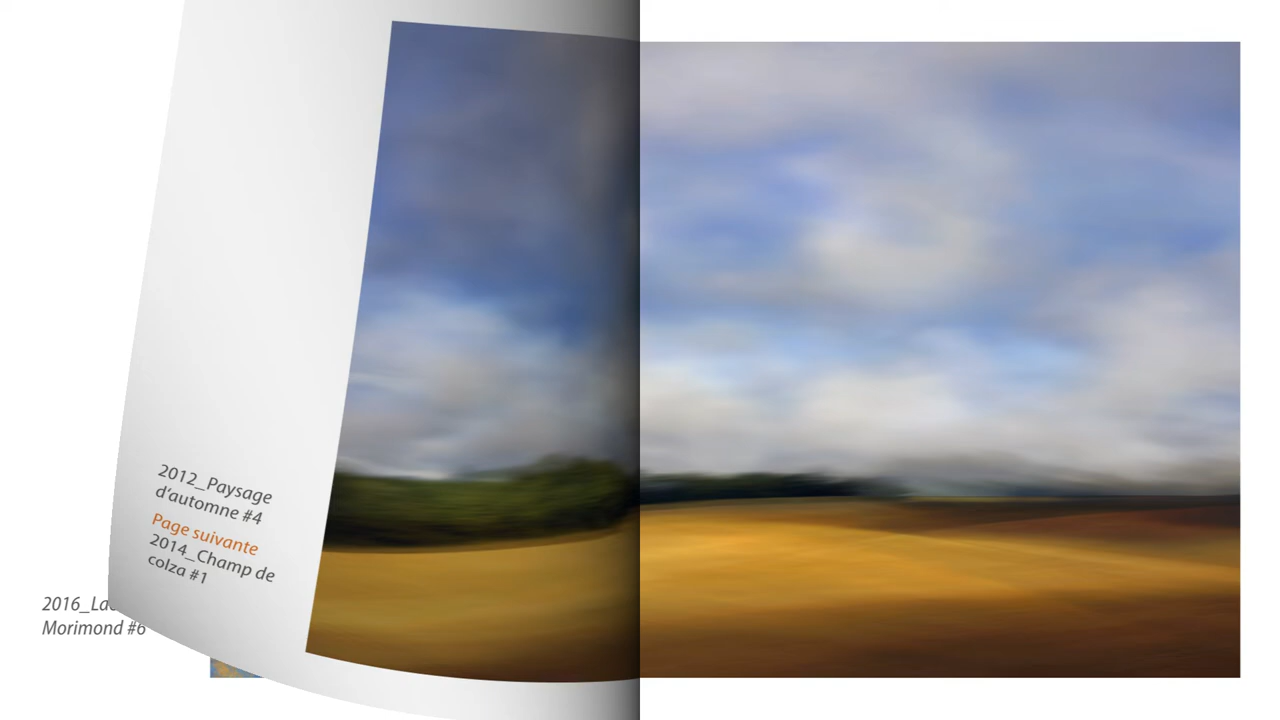 2012_Paysage
d'automne #4
Page suivante
2014_Champ de
colza #1
Morimond #6